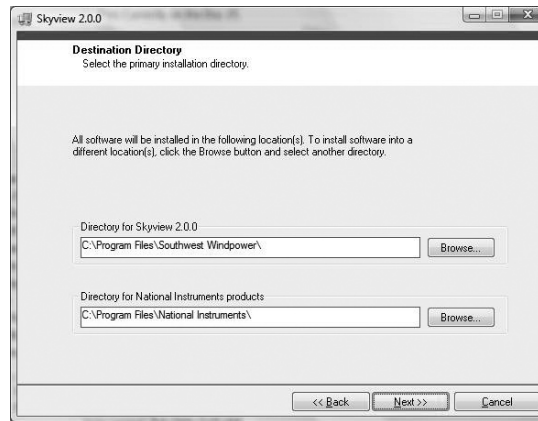 Skyview 2.0.0
Destination Directory
Select the primary installation directory.
All software will be installed in the following location(s). To install software into a
different location(s), click the Browse button and select another directory.
Directory for Skyview 2.0.0
C:\Program Files\Southwest Windpower\
Browse...
Directory for National Instruments products
C:\Program Files\National Instruments\
Browse...
<< Back
Next >>
Cancel